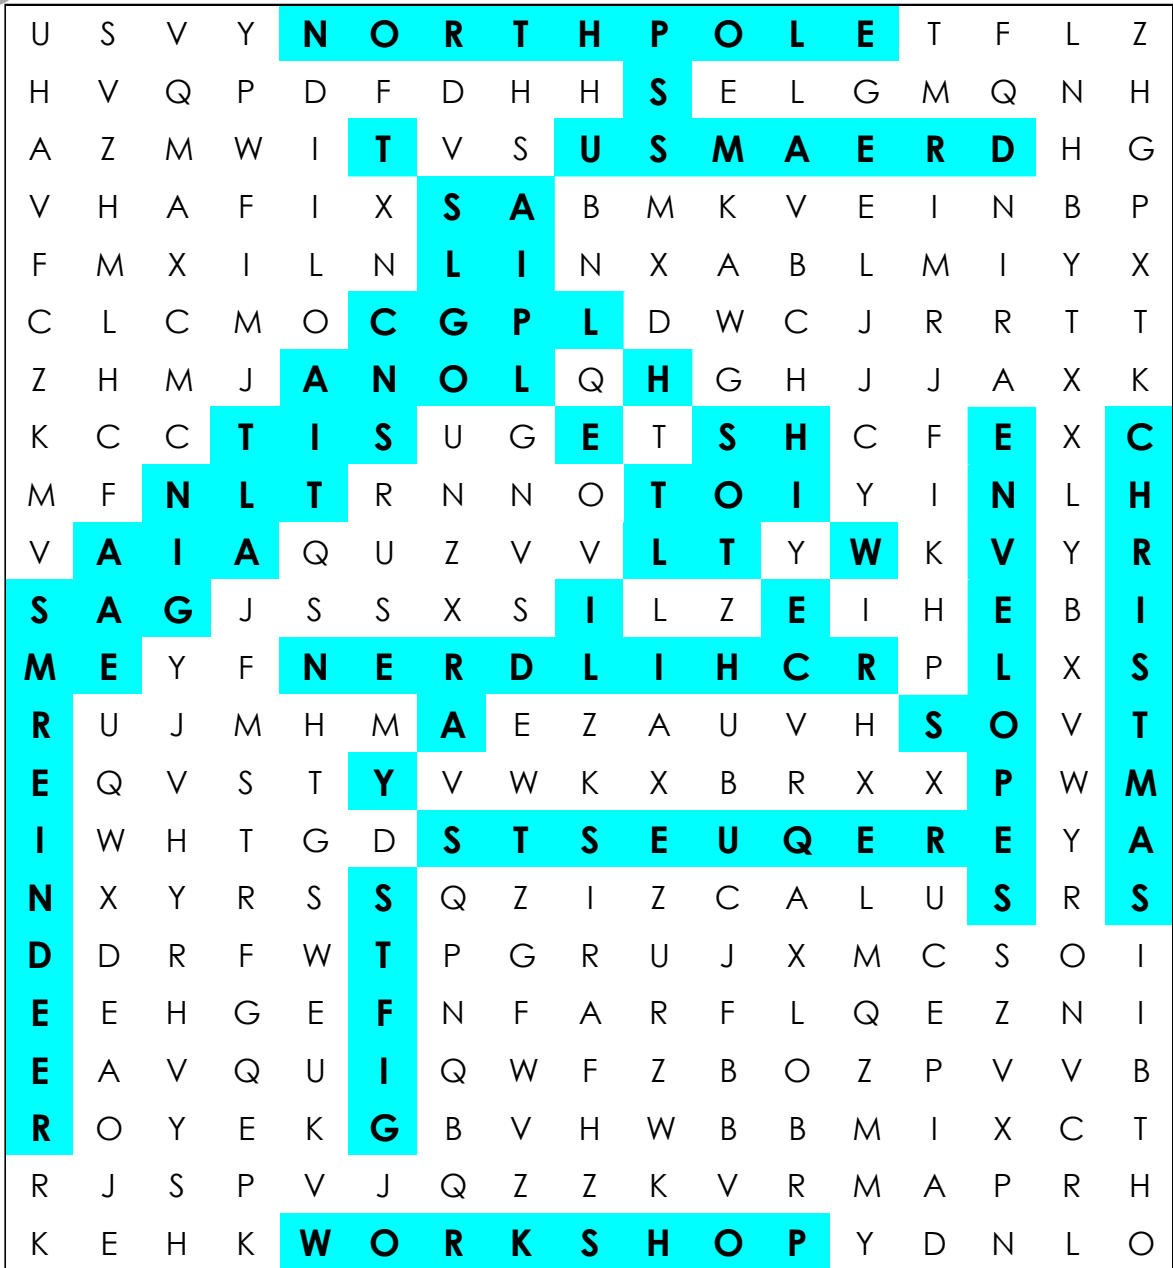 U S V Y N O R T H P O L E T F L Z
H V Q P D F D H H S E L G M Q N H
A Z M W I T V S U S M A E R D H G
V H A F I X S A B M K V E I N B P
F M X I L N L I N X A B L M I Y X
C L C M O C G P L D W C J R R T T
Z H M J A N O L Q H G H J J A X K
K C C T I S U G E T S H C F E X C
M F N L T R N N O T O I Y I N L H
V A I A Q U Z V V L T Y W K V Y R
S A G J S S X S I L Z E I H E B I
M E Y F N E R D L I H C R P L X S
R U J M H M A E Z A U V H S O V T
E Q V S T Y V W K X B R X X P W M
I W H T G D S T S E U Q E R E Y A
N X Y R S S Q Z I Z C A L U S R S
D D R F W T P G R U J X M C S O I
E E H G E F N F A R F L Q E Z N I
E A V Q U I Q W F Z B O Z P V V B
R O Y E K G B V H W B B M I X C T
R J S P V J Q Z Z K V R M A P R H
K E H K W O R K S H O P Y D N L O